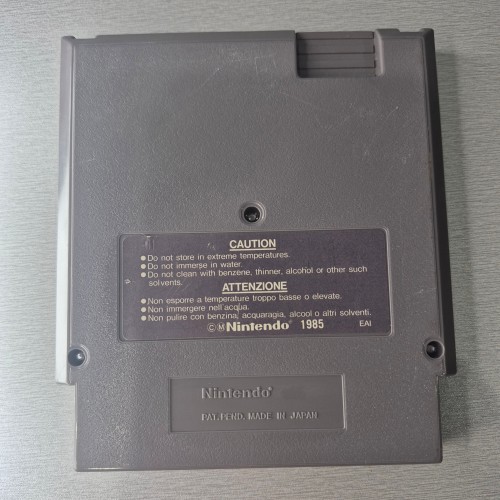 CAUTION
● Do not store in extreme temperatures.
● Do not immerse in water.
● Do not clean with benzene, thinner, alcohol or other such
solvents.
ATTENZIONE
● Non esporre a temperature troppo basse o elevate.
● Non immergere nell'acqua.
● Non pulire con benzina, acquaragia, alcool o altri solventi.
©M Nintendo® 1985 EAI
Nintendo®
PAT. PEND. MADE IN JAPAN